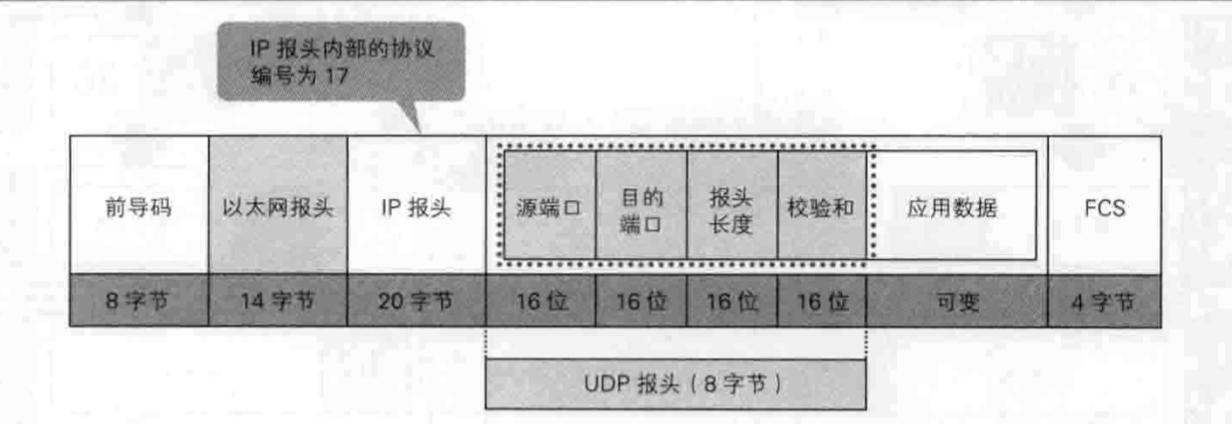 IP 报头内部的协议
编号为 17
前导码 以太网报头 IP 报头 源端口 目的 报头 校验和 应用数据 FCS
端口 长度
8 字节 14 字节 20 字节 16 位 16 位 16 位 16 位 可变 4 字节
UDP 报头（8 字节）